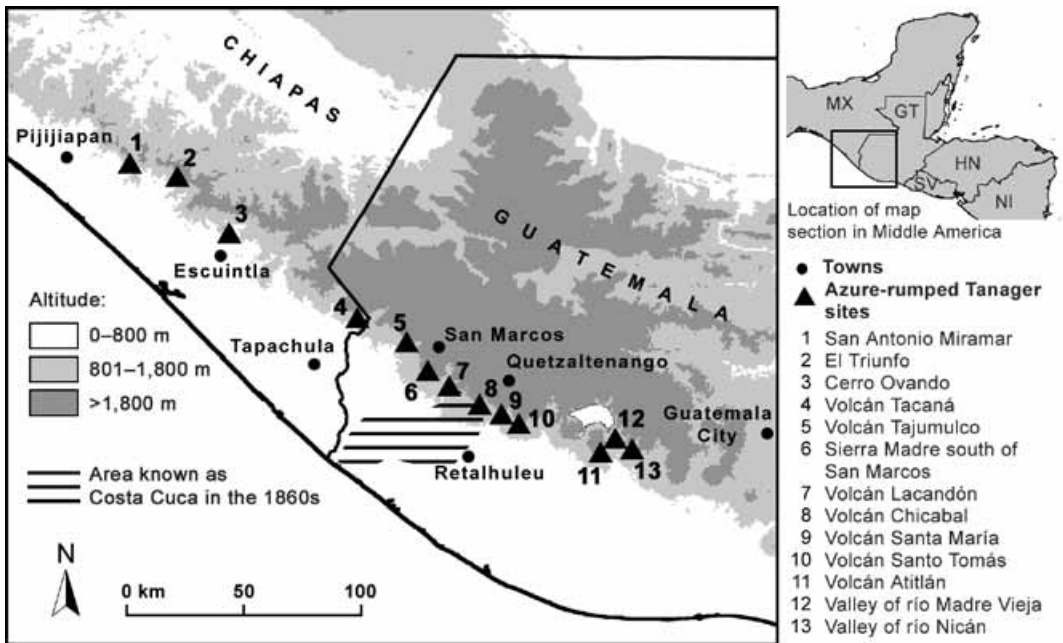 CHIAPAS
Pijijiapan
1
2
3
Escuintla
GUATEMALA
Altitude:
0–800 m
801–1,800 m
>1,800 m
4
Tapachula
5
San Marcos
Quetzaltenango
6
7
8
9
10
12
Guatemala
City
11
13
Retalhuleu
Area known as
Costa Cuca in the 1860s
N
0 km
50
100
MX
GT
HN
SV
NI
Location of map
section in Middle America
Towns
Azure-rumped Tanager
sites
1 San Antonio Miramar
2 El Triunfo
3 Cerro Ovando
4 Volcán Tacaná
5 Volcán Tajumulco
6 Sierra Madre south of
San Marcos
7 Volcán Lacandón
8 Volcán Chicabal
9 Volcán Santa María
10 Volcán Santo Tomás
11 Volcán Atitlán
12 Valley of río Madre Vieja
13 Valley of río Nicán